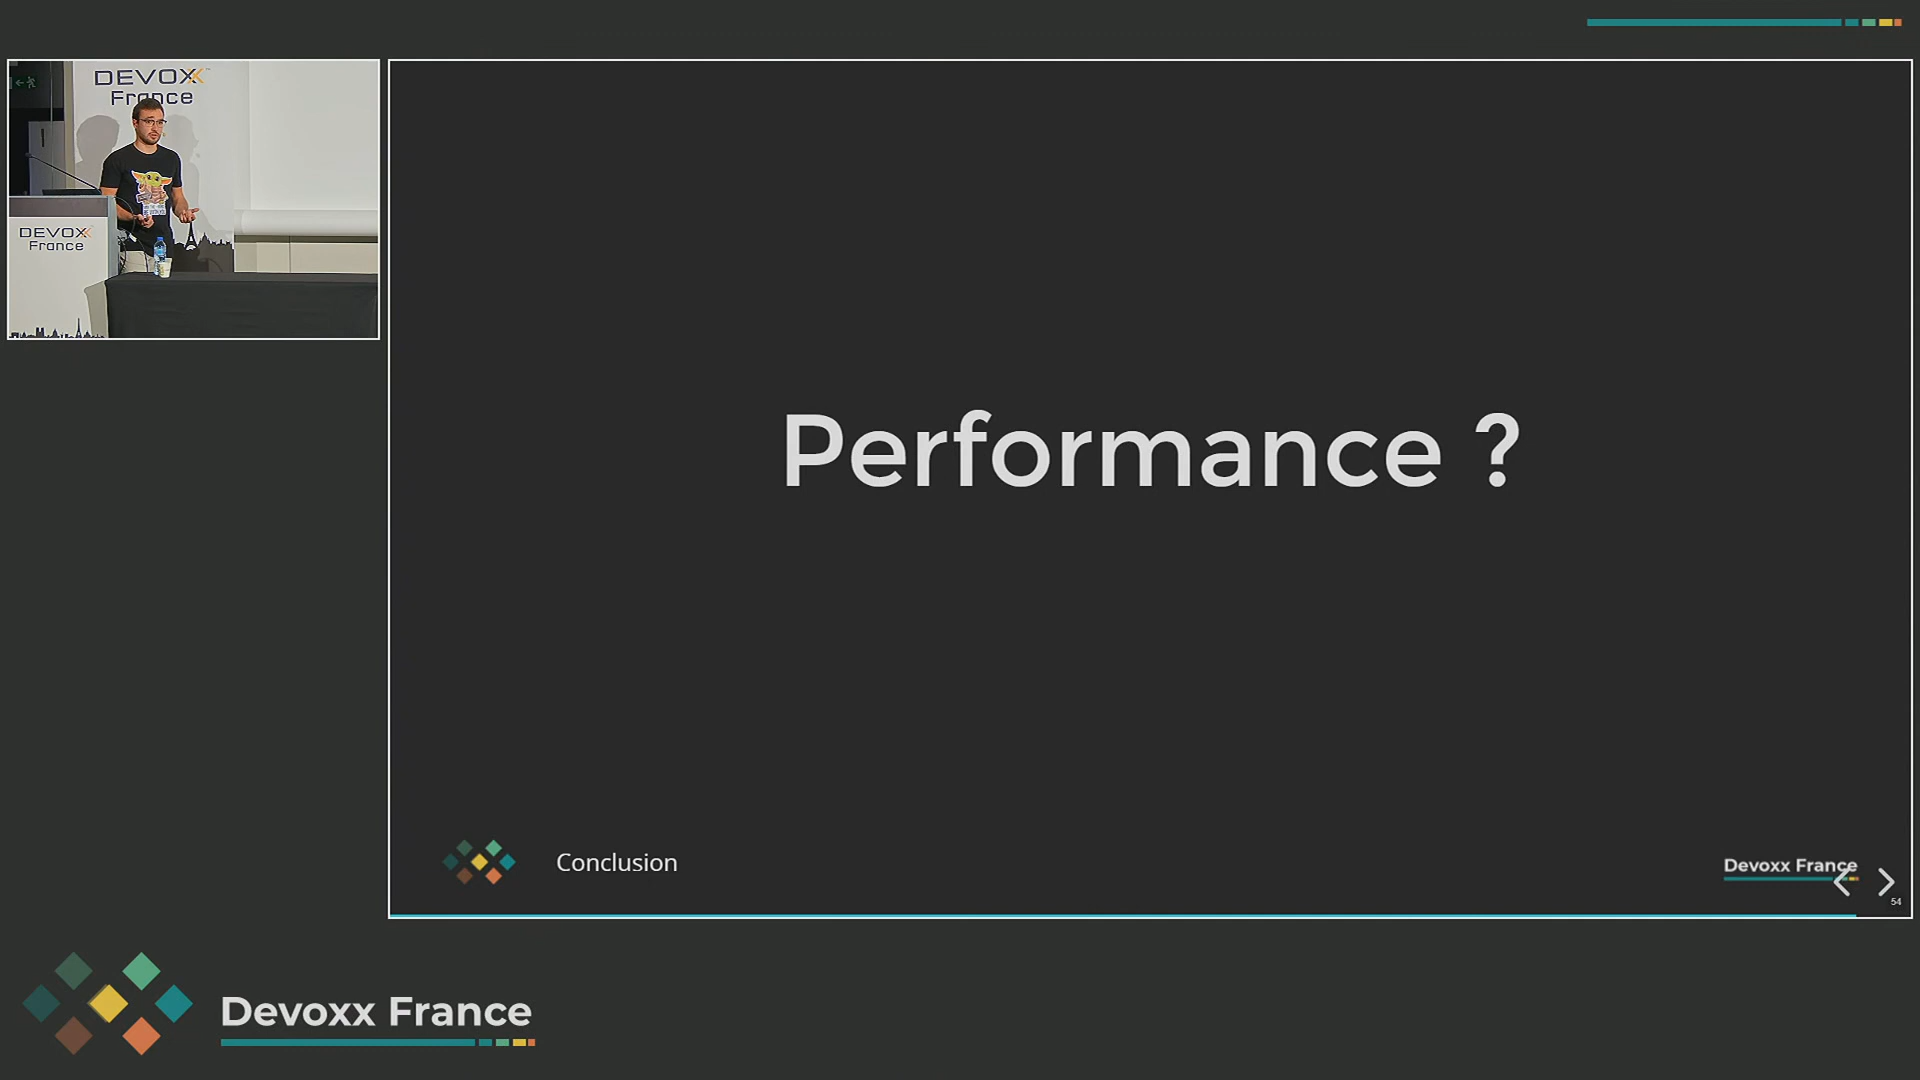 DEVOXX
France
DEVOXX
France
Performance ?
Conclusion
Devoxx France
54
Devoxx France